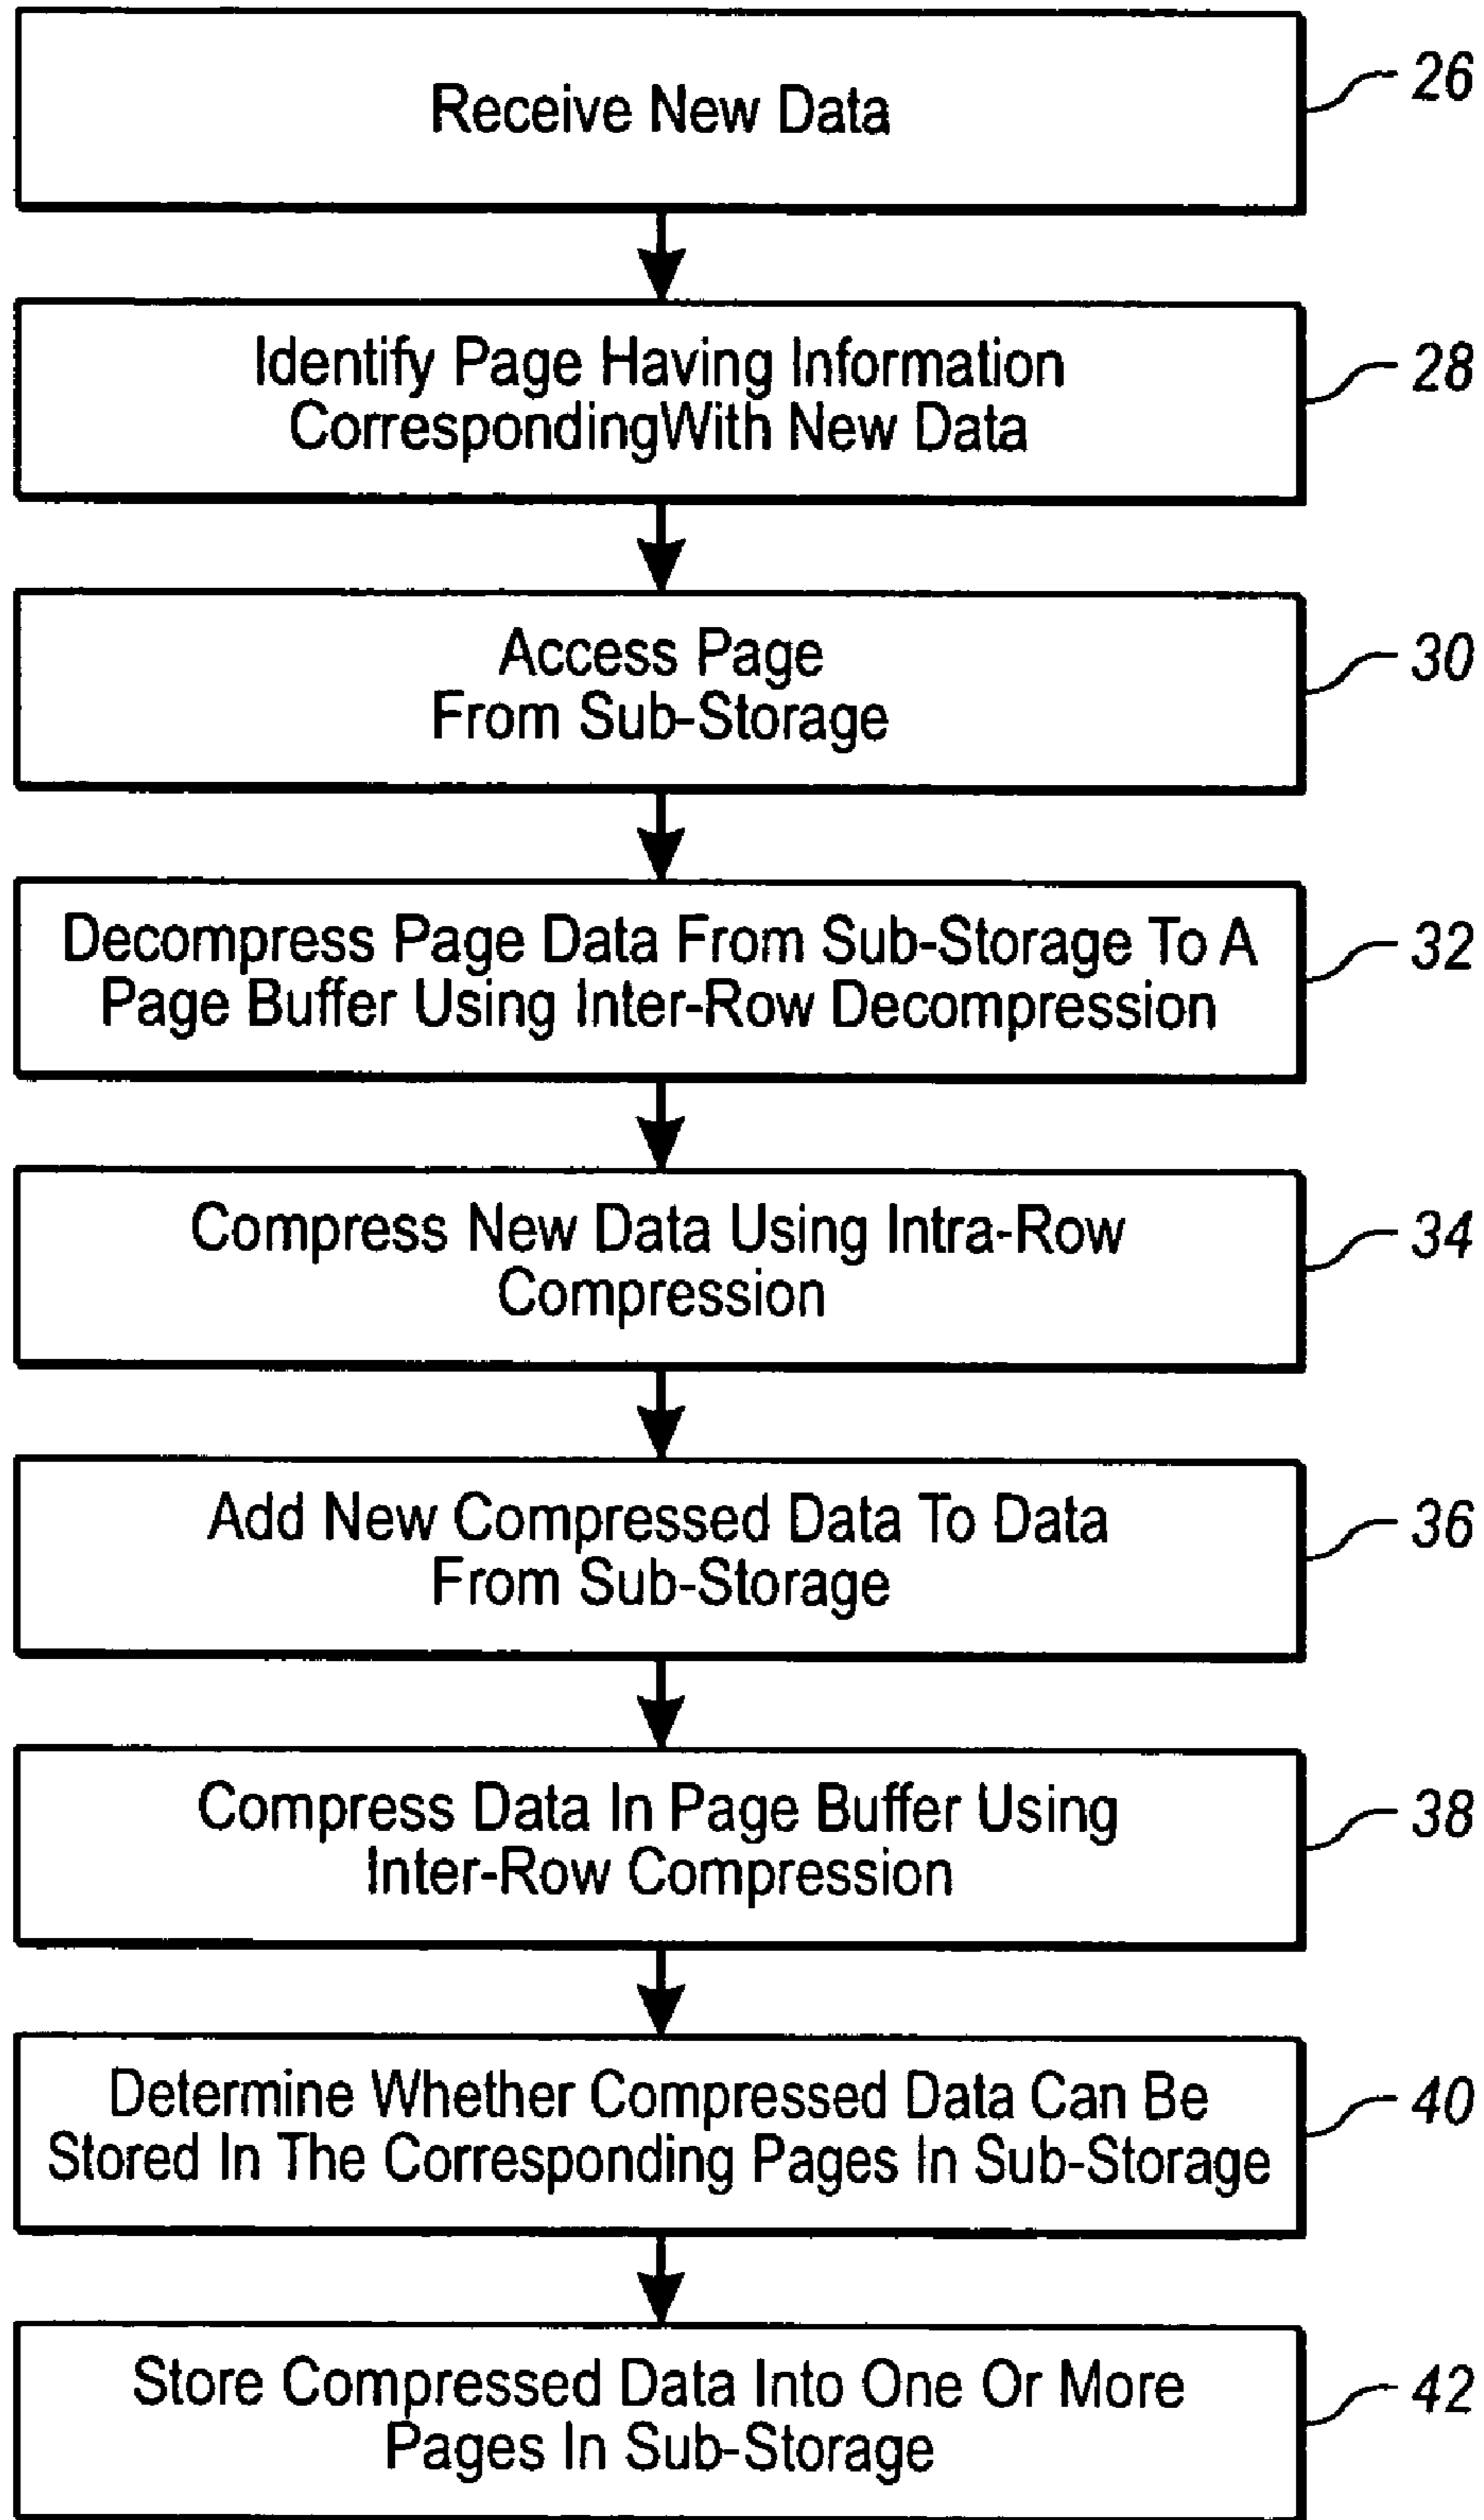 Receive New Data
26
Identify Page Having Information
CorrespondingWith New Data
28
Access Page
From Sub-Storage
30
Decompress Page Data From Sub-Storage To A
Page Buffer Using Inter-Row Decompression
32
Compress New Data Using Intra-Row
Compression
34
Add New Compressed Data To Data
From Sub-Storage
36
Compress Data In Page Buffer Using
Inter-Row Compression
38
Determine Whether Compressed Data Can Be
Stored In The Corresponding Pages In Sub-Storage
40
Store Compressed Data Into One Or More
Pages In Sub-Storage
42